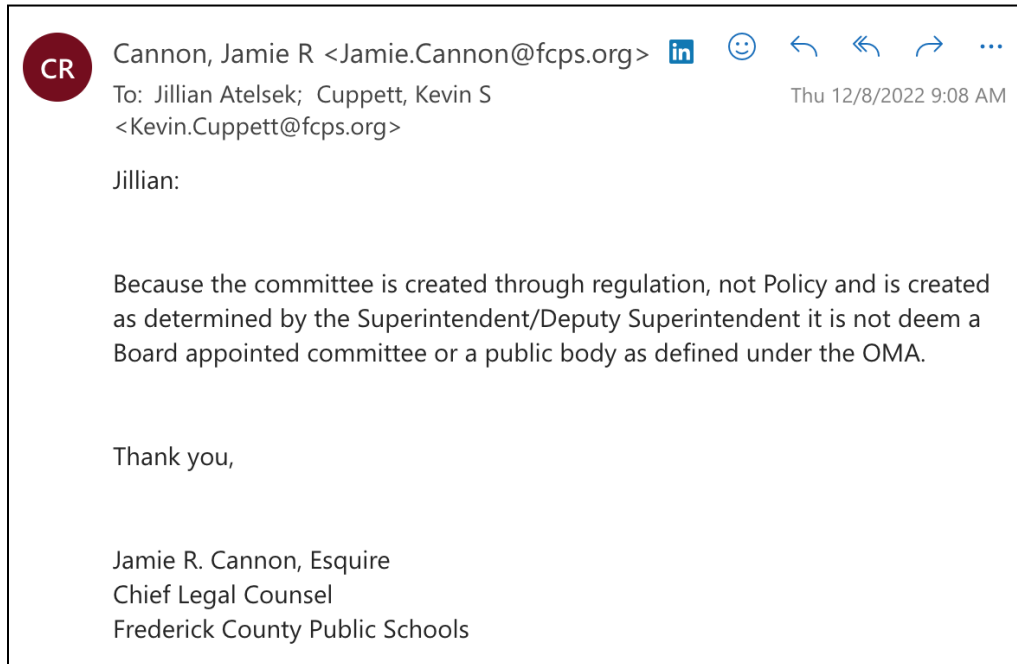 CR
Cannon, Jamie R <Jamie.Cannon@fcps.org>
in
To: Jillian Atelsek; Cuppett, Kevin S
<Kevin.Cuppett@fcps.org>
Thu 12/8/2022 9:08 AM
Jillian:
Because the committee is created through regulation, not Policy and is created
as determined by the Superintendent/Deputy Superintendent it is not deem a
Board appointed committee or a public body as defined under the OMA.
Thank you,
Jamie R. Cannon, Esquire
Chief Legal Counsel
Frederick County Public Schools